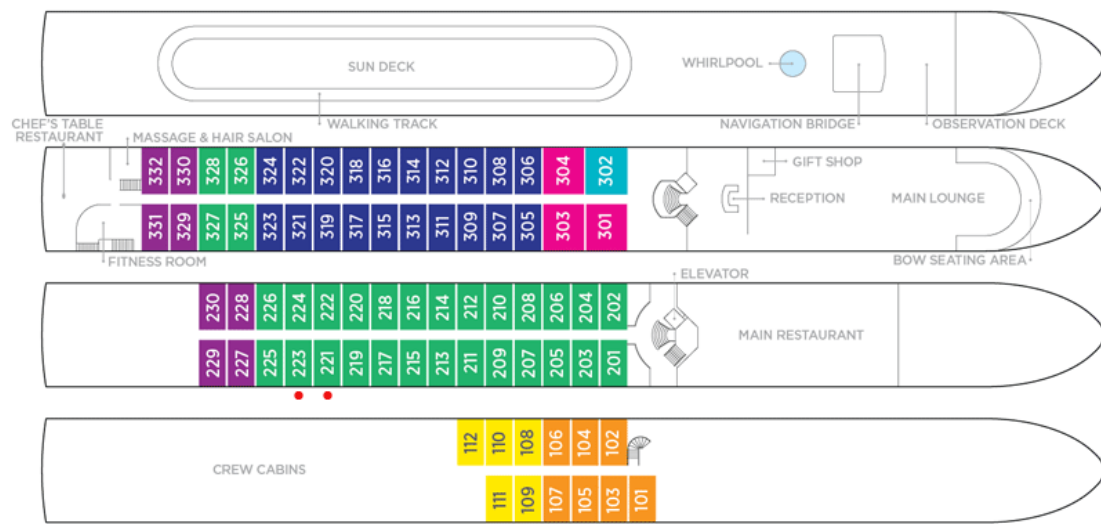 SUN DECK
WHIRLPOOL
WALKING TRACK
NAVIGATION BRIDGE
OBSERVATION DECK
CHEF'S TABLE
RESTAURANT
MASSAGE & HAIR SALON
332 330 328 326 324 322 320 318 316 314 312 310 308 306 304 302
GIFT SHOP
RECEPTION
MAIN LOUNGE
331 329 327 325 323 321 319 317 315 313 311 309 307 305 303 301
FITNESS ROOM
BOW SEATING AREA
ELEVATOR
230 228 226 224 222 220 218 216 214 212 210 208 206 204 202
MAIN RESTAURANT
229 227 225 223 221 219 217 215 213 211 209 207 205 203 201
112 110 108 106 104 102
CREW CABINS
111 109 107 105 103 101